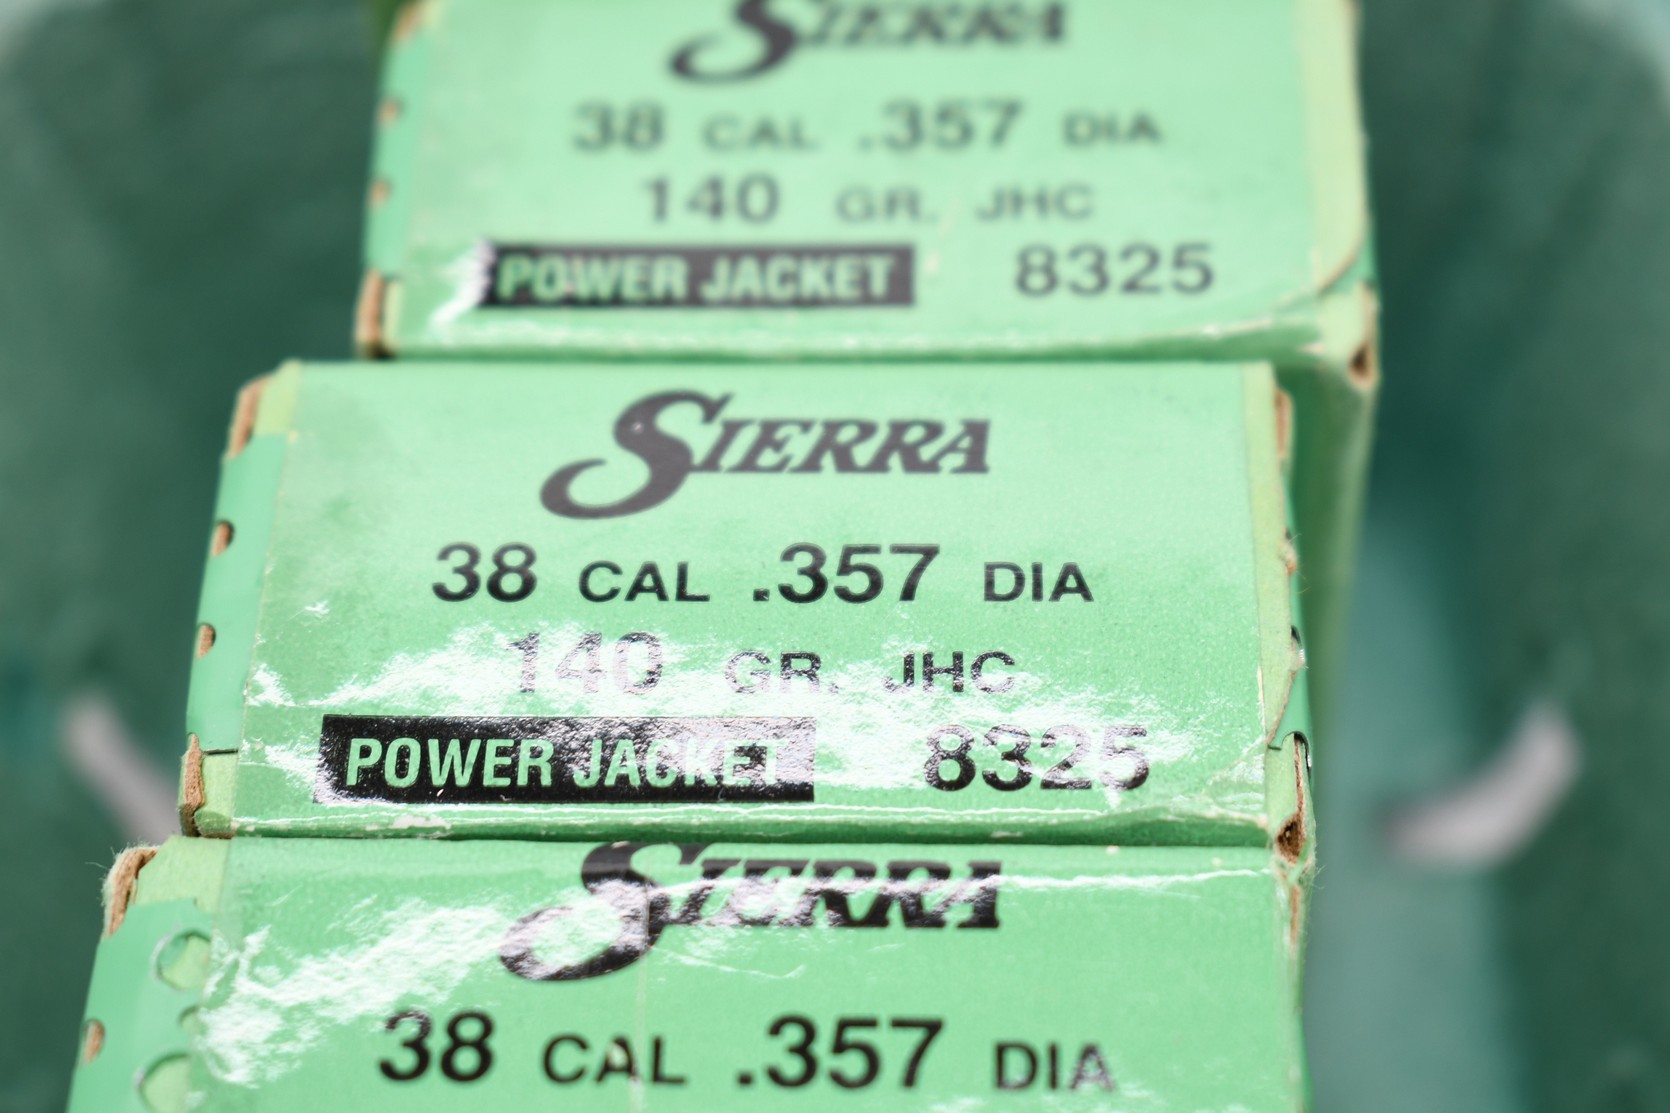 SIERRA
38 CAL .357 DIA
140 GR. JHC
POWER JACKET 8325
SIERRA
38 CAL .357 DIA
140 GR. JHC
POWER JACKET 8325
SIERRA
38 CAL .357 DIA